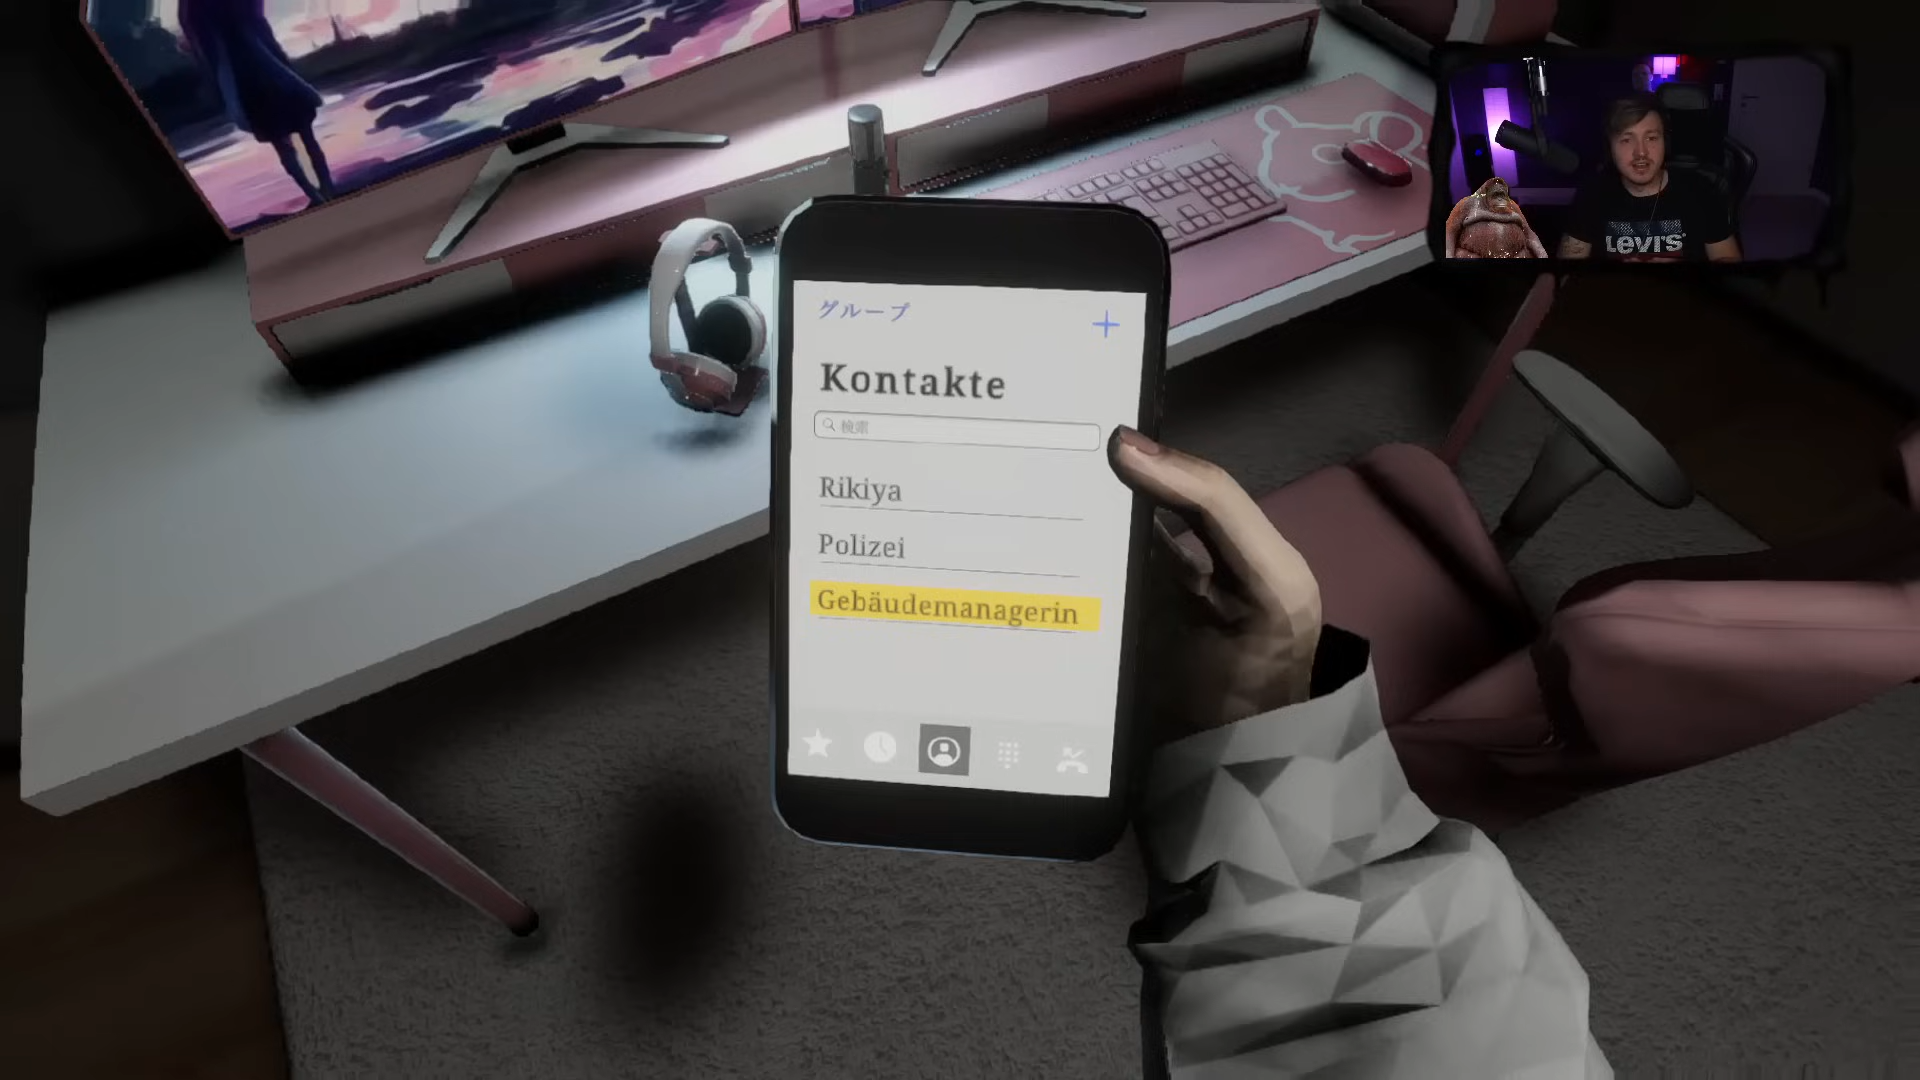 グループ
Kontakte
検索
Rikiya
Polizei
Gebäudemanagerin
Levi's